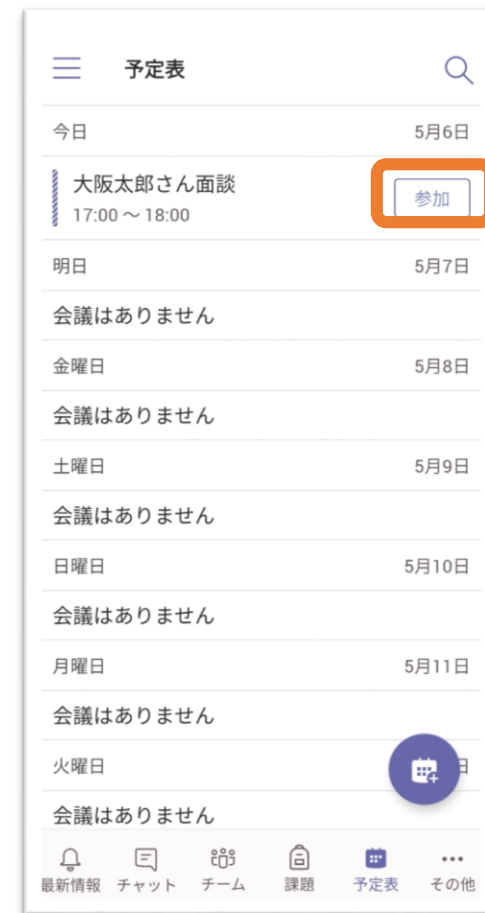 予定表
今日 5月6日
大阪太郎さん面談
参加
17:00 ～ 18:00
明日 5月7日
会議はありません
金曜日 5月8日
会議はありません
土曜日 5月9日
会議はありません
日曜日 5月10日
会議はありません
月曜日 5月11日
会議はありません
火曜日 日
会議はありません
最新情報 チャット チーム 課題 予定表 その他